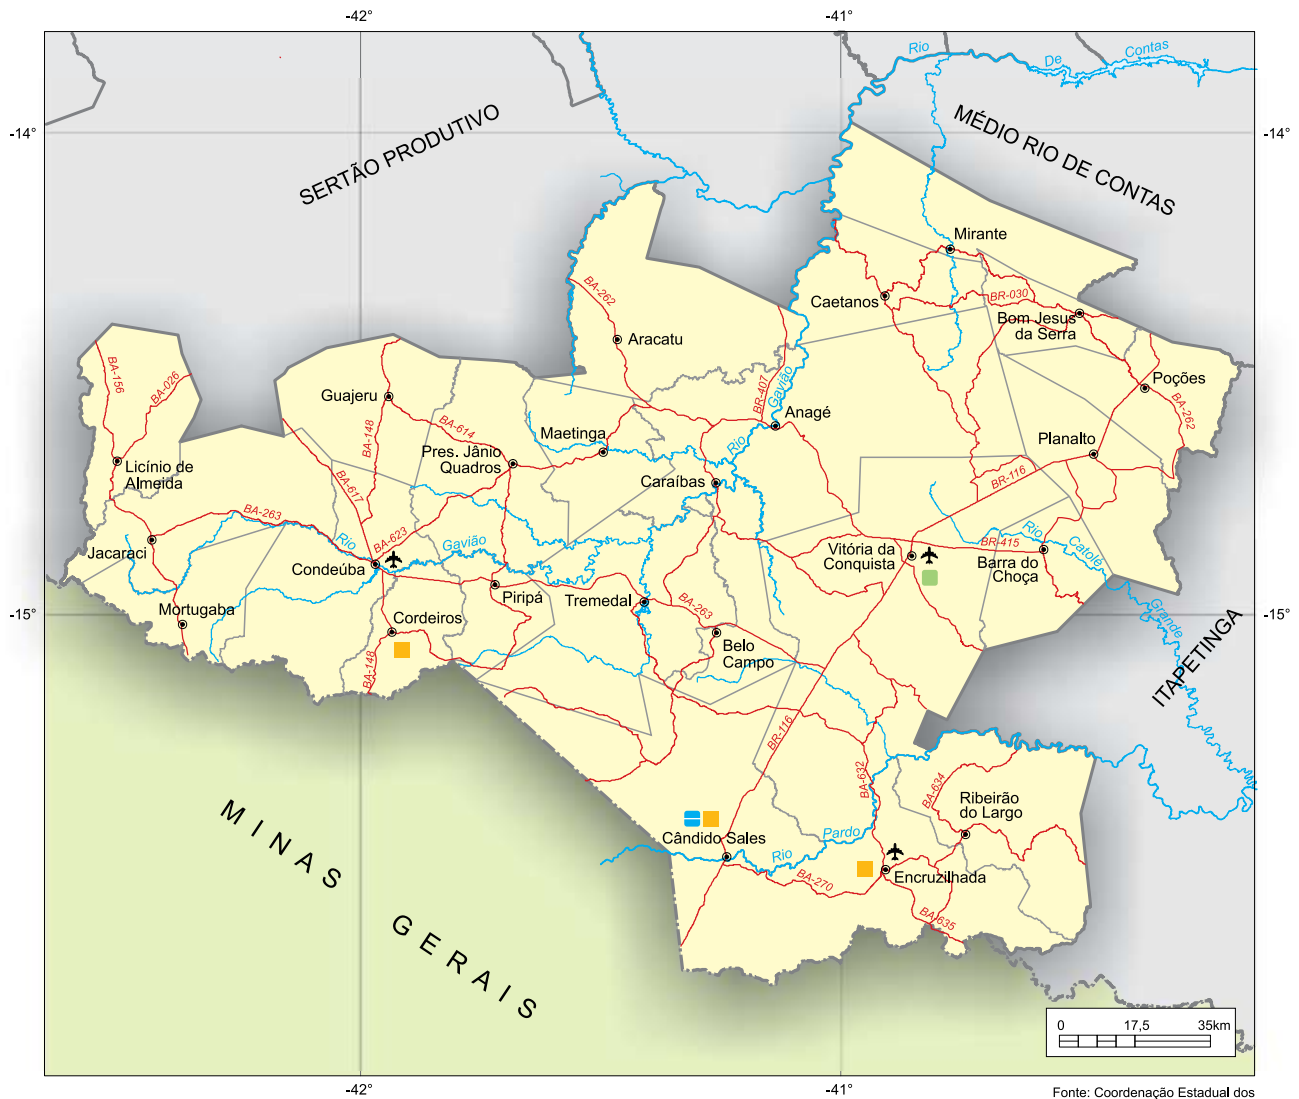 -42°
-41°
Rio
De
Contas
-14°
-14°
SERTÃO PRODUTIVO
MÉDIO RIO DE CONTAS
Mirante
BA-262
Caetanos
BR-030
Bom Jesus
da Serra
Aracatu
BA-156
BA-026
Guajeru
BR-407
Gavião
Poções
BA-262
BA-148
BA-614
Anagé
Maetinga
Rio
Planalto
Licínio de
Almeida
Pres. Jânio
Quadros
BA-617
Caraíbas
BR-116
BA-263
Rio
BA-623
Gavião
Rio
Catolé
Jacaraci
Condeúba
Vitória da
Conquista
BR-415
Barra do
Choça
Mortugaba
Cordeiros
Piripá
Tremedal
BA-263
Grande
-15°
-15°
BA-148
Belo
Campo
ITAPETINGA
BR-116
BA-632
BA-634
Ribeirão
do Largo
MINAS GERAIS
Cândido Sales
Pardo
Rio
BA-270
Encruzilhada
BA-635
0
17,5
35km
-42°
-41°
Fonte: Coordenação Estadual dos